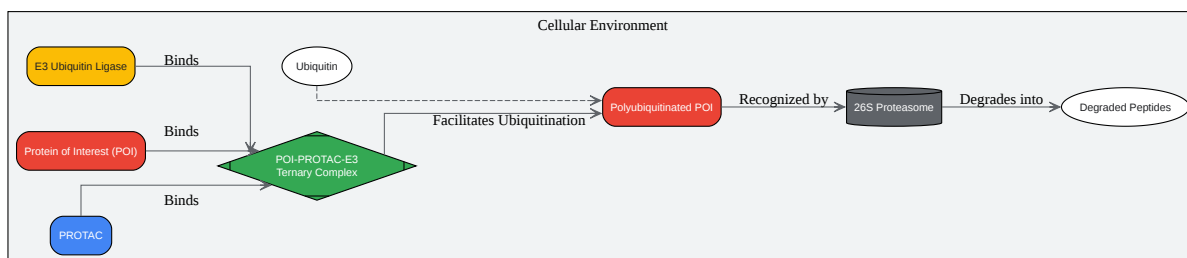 Cellular Environment
E3 Ubiquitin Ligase
Binds
Ubiquitin
Polyubiquitinated POI
Recognized by
26S Proteasome
Degrades into
Degraded Peptides
Facilitates Ubiquitination
Protein of Interest (POI)
Binds
POI-PROTAC-E3
Ternary Complex
Binds
PROTAC